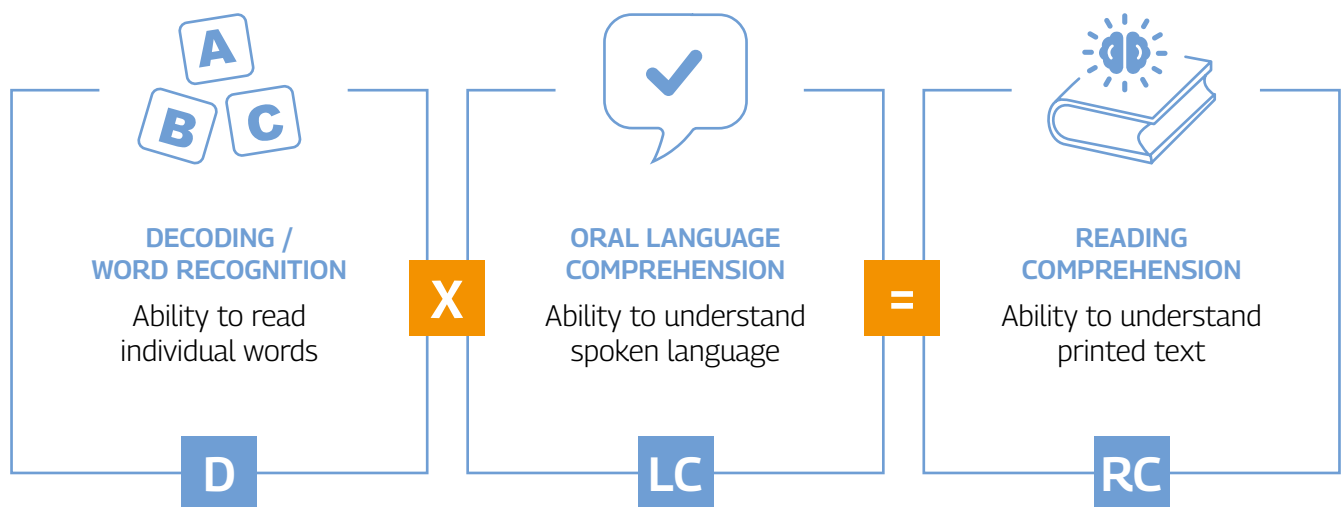 A
B
C
DECODING /
WORD RECOGNITION
Ability to read
individual words
D
X
ORAL LANGUAGE
COMPREHENSION
Ability to understand
spoken language
LC
=
READING
COMPREHENSION
Ability to understand
printed text
RC